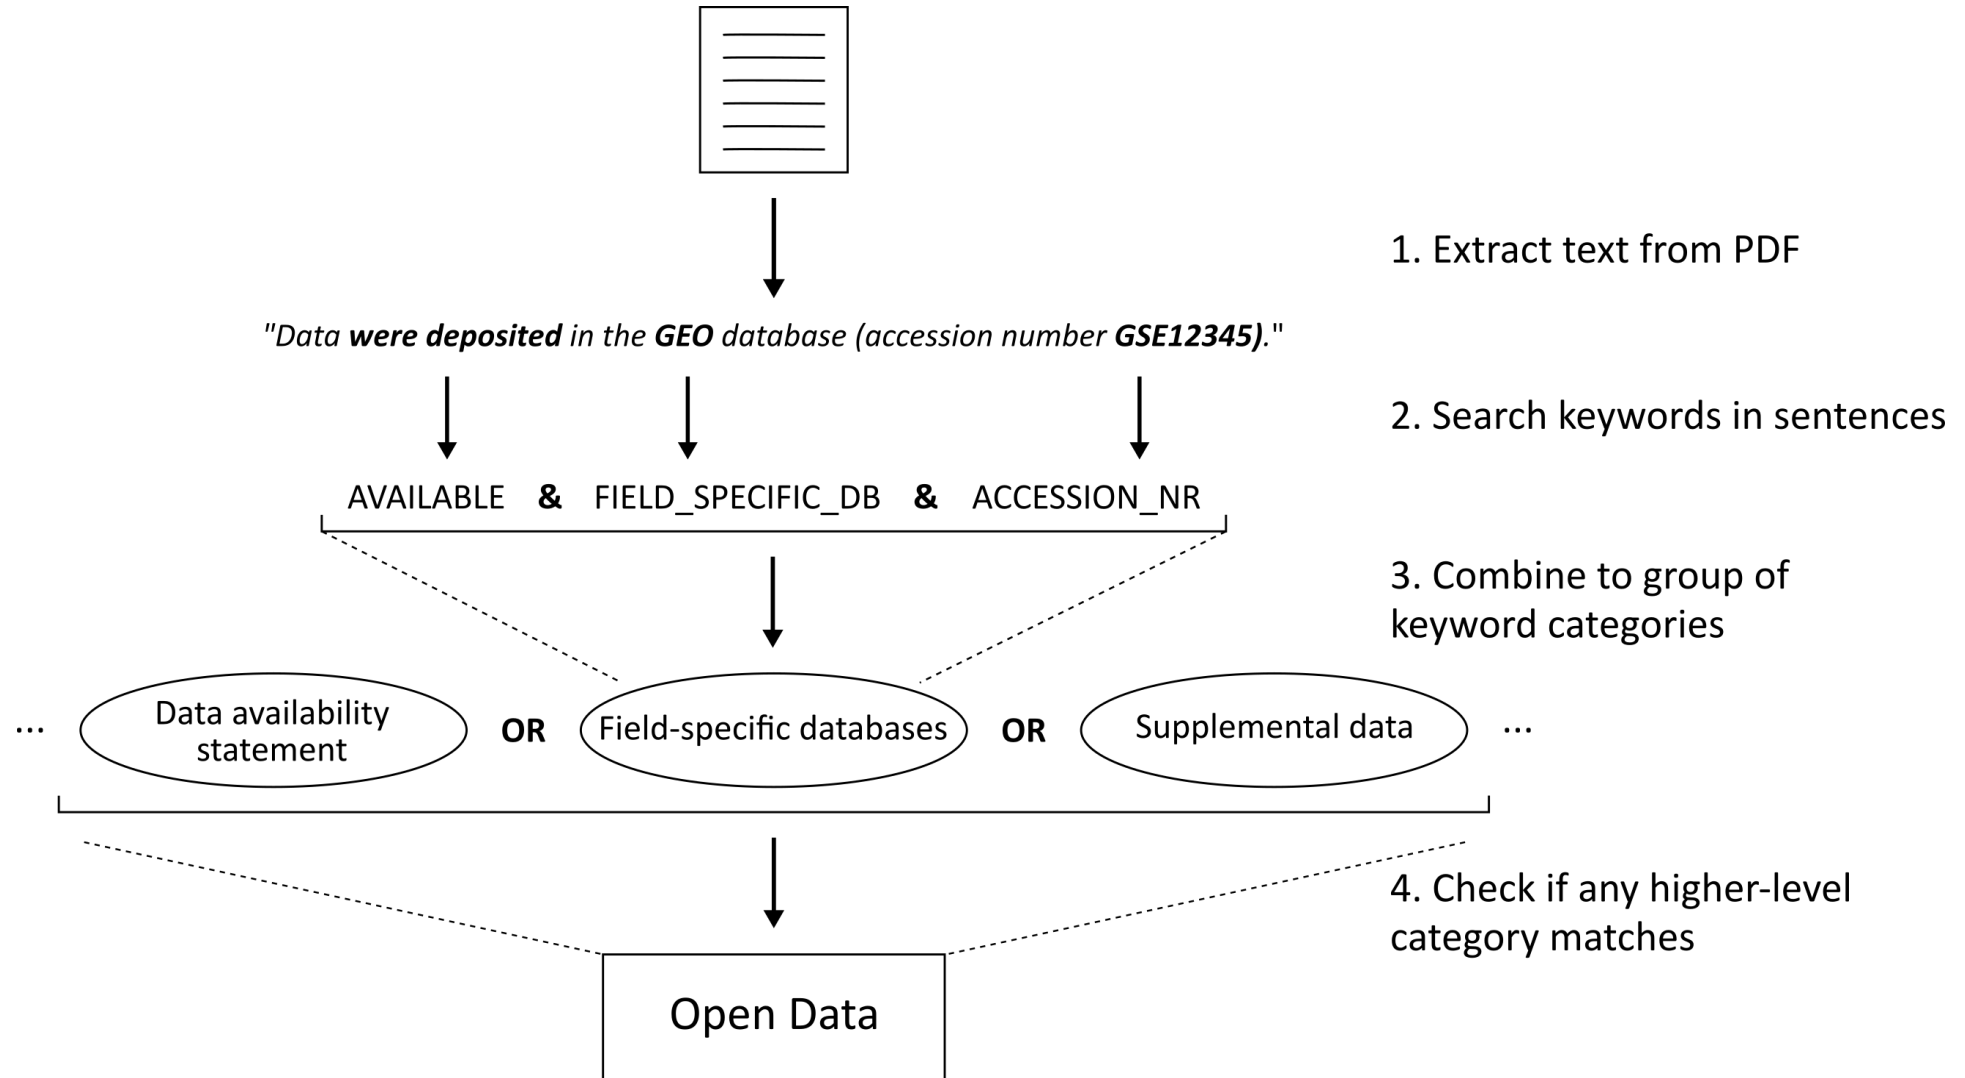 1. Extract text from PDF
"Data were deposited in the GEO database (accession number GSE12345)."
2. Search keywords in sentences
AVAILABLE & FIELD_SPECIFIC_DB & ACCESSION_NR
3. Combine to group of
keyword categories
... Data availability
statement OR Field-specific databases OR Supplemental data ...
4. Check if any higher-level
category matches
Open Data